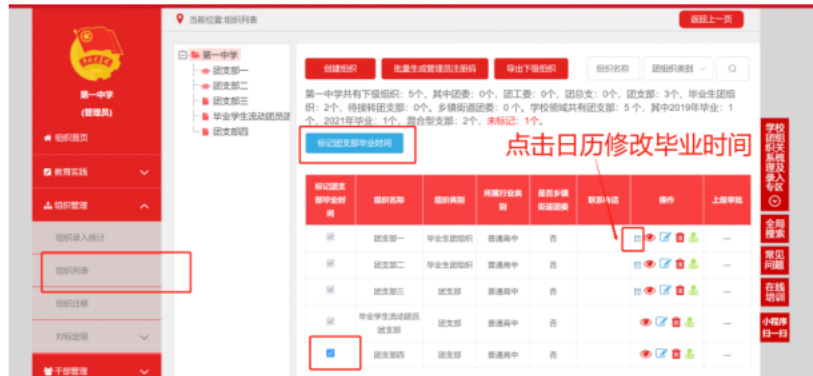 当前位置:组织列表
返回上一页
第一中学
(管理员)
组织首页
教育实践
组织管理
组织录入统计
组织列表
组织迁移
对标定级
干部管理
第一中学
团支部一
团支部二
团支部三
毕业学生流动团员团
团支部四
创建组织
批量生成管理员注册码
导出下级组织
组织名称
团组织类别
第一中学共有下级组织：5个，其中团委：0个，团工委：0个，团总支：0个，团支部：3个，毕业生团组
织：2个，待接转团支部：0个。乡镇街道团委：0 个。学校领域共有团支部：5 个，其中2019年毕业：1
个，2021年毕业：1个，混合型支部：2个，未标记：1个。
标记团支部毕业时间
点击日历修改毕业时间
标记团支
部毕业时
间
组织名称
组织类别
所属行业类
别
是否乡镇
街道团委
联系电话
操作
上级审批
团支部一 毕业生团组织 普通高中 否 —
团支部二 毕业生团组织 普通高中 否 —
团支部三 团支部 普通高中 否 —
毕业学生流动团员
团支部 团支部 普通高中 否 —
团支部四 团支部 普通高中 否 —
学校
团组
织关
系梳
理及
录入
专区
全局
搜索
常见
问题
在线
培训
小程序
扫一扫